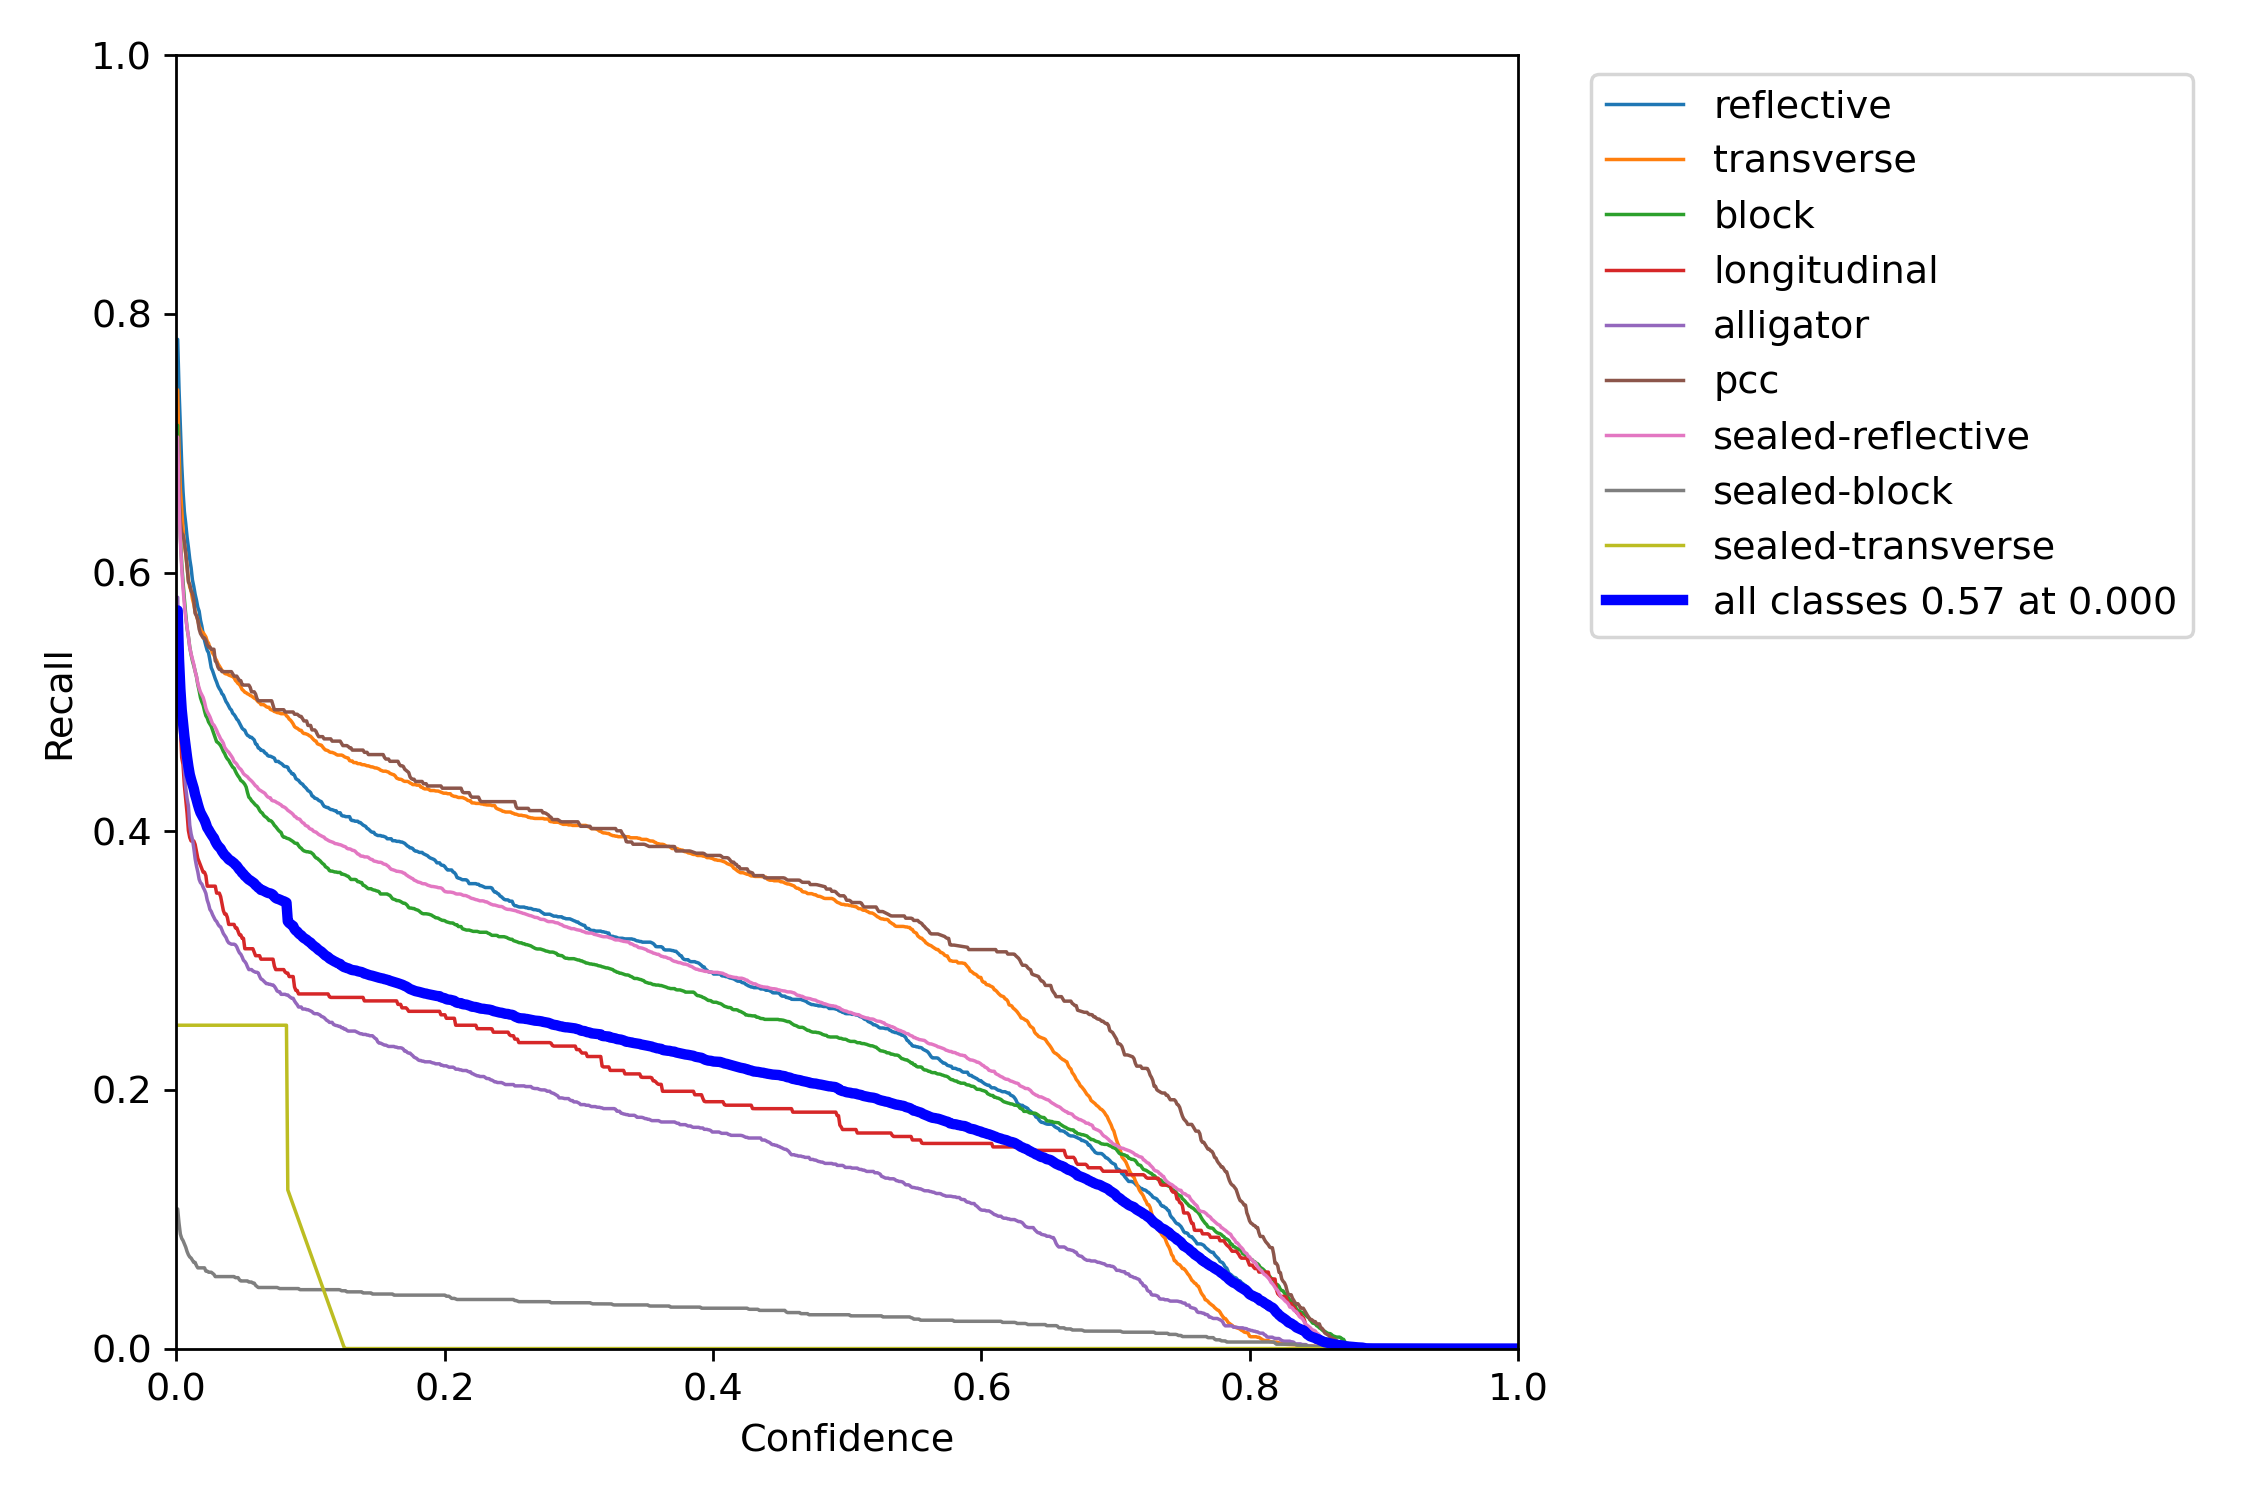 1.0
0.8
0.6
0.4
0.2
0.0
Recall
0.0 0.2 0.4 0.6 0.8 1.0
Confidence
reflective
transverse
block
longitudinal
alligator
pcc
sealed-reflective
sealed-block
sealed-transverse
all classes 0.57 at 0.000